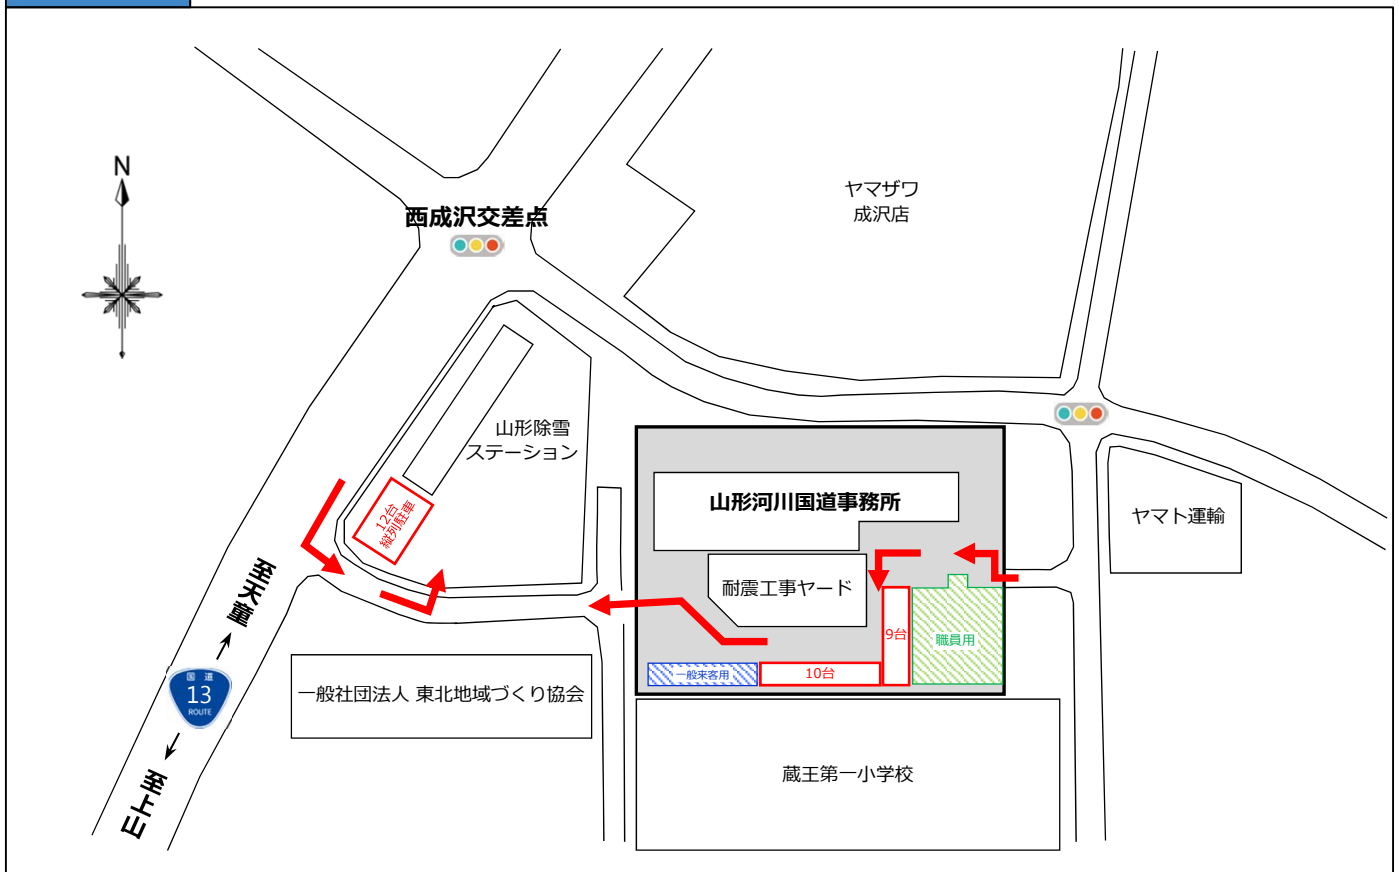 N
西成沢交差点
ヤマザワ
成沢店
山形除雪
ステーション
12台
縦列駐車
山形河川国道事務所
ヤマト運輸
耐震工事ヤード
至天童
9台
職員用
一般来客用
10台
国道
13
ROUTE
一般社団法人 東北地域づくり協会
至上山
蔵王第一小学校